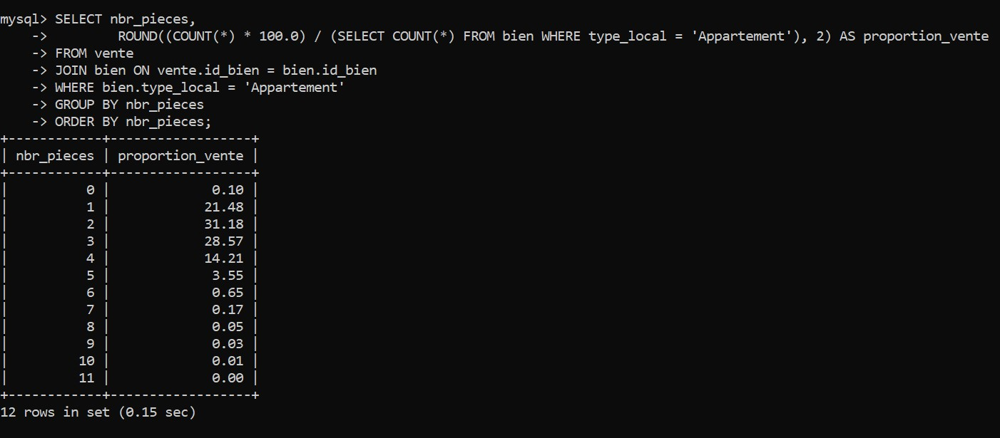 mysql> SELECT nbr_pieces,
    ->         ROUND((COUNT(*) * 100.0) / (SELECT COUNT(*) FROM bien WHERE type_local = 'Appartement'), 2) AS proportion_vente
    -> FROM vente
    -> JOIN bien ON vente.id_bien = bien.id_bien
    -> WHERE bien.type_local = 'Appartement'
    -> GROUP BY nbr_pieces
    -> ORDER BY nbr_pieces;
+------------+------------------+
| nbr_pieces | proportion_vente |
+------------+------------------+
|          0 |             0.10 |
|          1 |            21.48 |
|          2 |            31.18 |
|          3 |            28.57 |
|          4 |            14.21 |
|          5 |             3.55 |
|          6 |             0.65 |
|          7 |             0.17 |
|          8 |             0.05 |
|          9 |             0.03 |
|         10 |             0.01 |
|         11 |             0.00 |
+------------+------------------+
12 rows in set (0.15 sec)